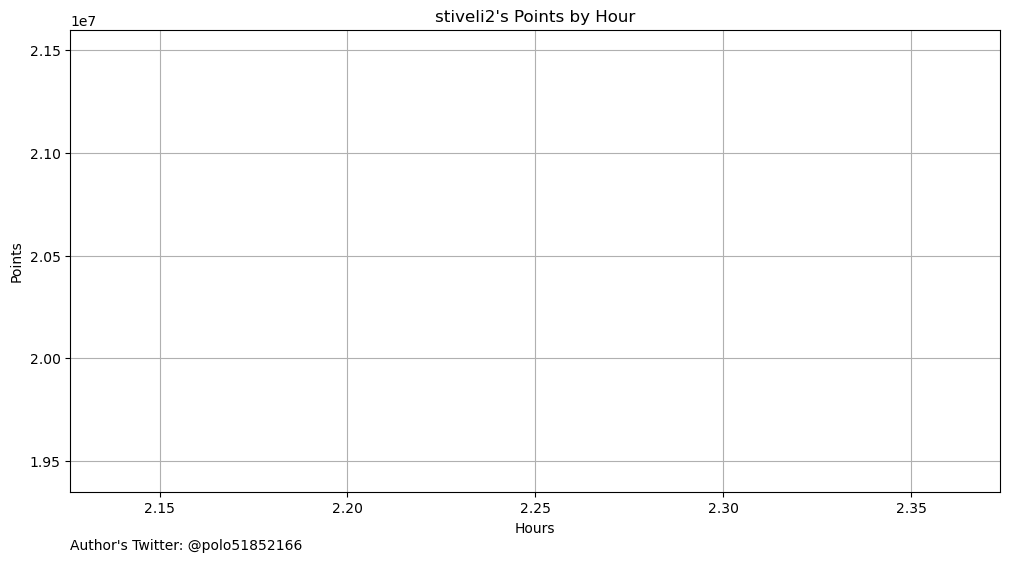 stiveli2's Points by Hour
1e7
2.15
2.10
2.05
2.00
1.95
Points
2.15 2.20 2.25 2.30 2.35
Hours
Author's Twitter: @polo51852166